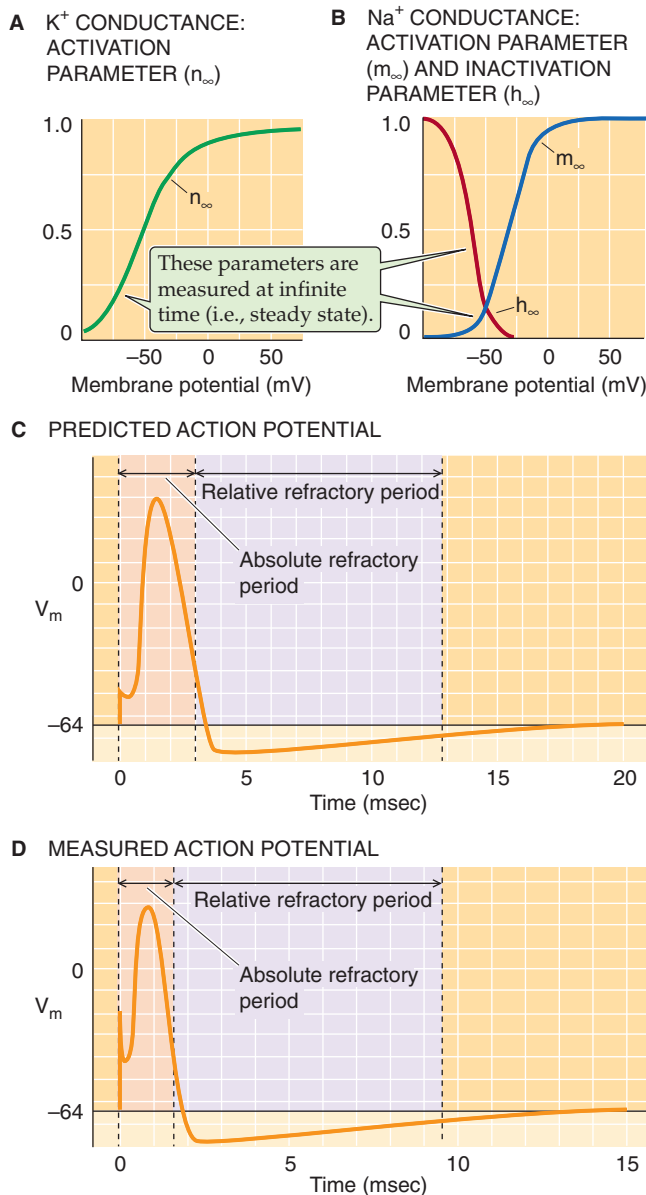 A K+ CONDUCTANCE:
ACTIVATION
PARAMETER (n∞)
1.0
0.5
0
n∞
−50 0 50
Membrane potential (mV)
B Na+ CONDUCTANCE:
ACTIVATION PARAMETER
(m∞) AND INACTIVATION
PARAMETER (h∞)
1.0
0.5
0
m∞
h∞
−50 0 50
Membrane potential (mV)
These parameters are
measured at infinite
time (i.e., steady state).
C PREDICTED ACTION POTENTIAL
Relative refractory period
Absolute refractory
period
0
Vm
−64
0 5 10 15 20
Time (msec)
D MEASURED ACTION POTENTIAL
Relative refractory period
Absolute refractory
period
0
Vm
−64
0 5 10 15
Time (msec)